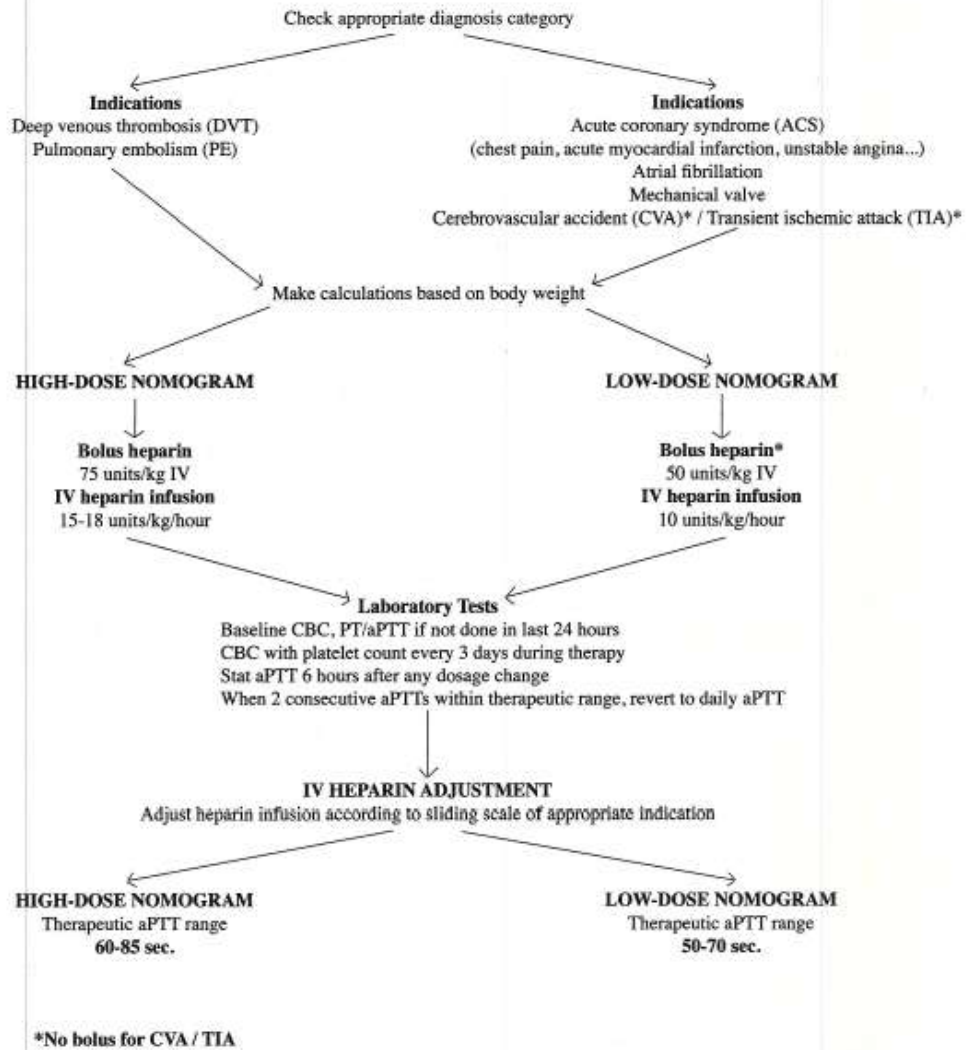 Check appropriate diagnosis category
Indications
Deep venous thrombosis (DVT)
Pulmonary embolism (PE)
Indications
Acute coronary syndrome (ACS)
(chest pain, acute myocardial infarction, unstable angina...)
Atrial fibrillation
Mechanical valve
Cerebrovascular accident (CVA)* / Transient ischemic attack (TIA)*
Make calculations based on body weight
HIGH-DOSE NOMOGRAM
Bolus heparin
75 units/kg IV
IV heparin infusion
15-18 units/kg/hour
LOW-DOSE NOMOGRAM
Bolus heparin*
50 units/kg IV
IV heparin infusion
10 units/kg/hour
Laboratory Tests
Baseline CBC, PT/aPTT if not done in last 24 hours
CBC with platelet count every 3 days during therapy
Stat aPTT 6 hours after any dosage change
When 2 consecutive aPTTs within therapeutic range, revert to daily aPTT
IV HEPARIN ADJUSTMENT
Adjust heparin infusion according to sliding scale of appropriate indication
HIGH-DOSE NOMOGRAM
Therapeutic aPTT range
60-85 sec.
LOW-DOSE NOMOGRAM
Therapeutic aPTT range
50-70 sec.
*No bolus for CVA / TIA